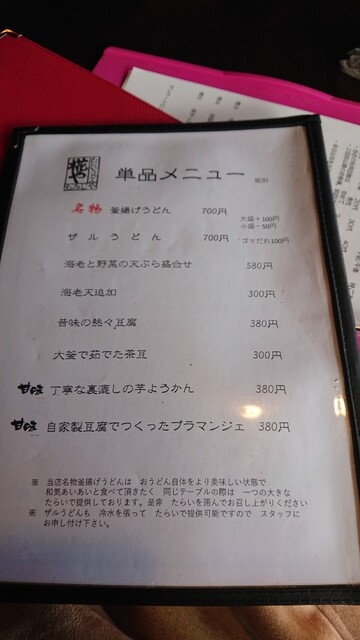 単品メニュー 税別
名物 釜揚げうどん 700円
大盛+100円
小盛-50円
ザルうどん 700円 ゴマだれ100円
海老と野菜の天ぷら盛合せ 580円
海老天追加 300円
昔味の熱々豆腐 380円
大釜で茹でた茶豆 300円
甘味 丁寧な裏漉しの芋ようかん 380円
甘味 自家製豆腐でつくったブラマンジェ 380円
※ 当店名物釜揚げうどんは おうどん自体をより美味しい状態で
和気あいあいと食べて頂きたく 同じテーブルの際は 一つの大きな
たらいで提供しております。是非 たらいを囲んでお召し上がりください
※ ザルうどんも 冷水を張って たらいで提供可能ですので スタッフに
お申し付け下さい。